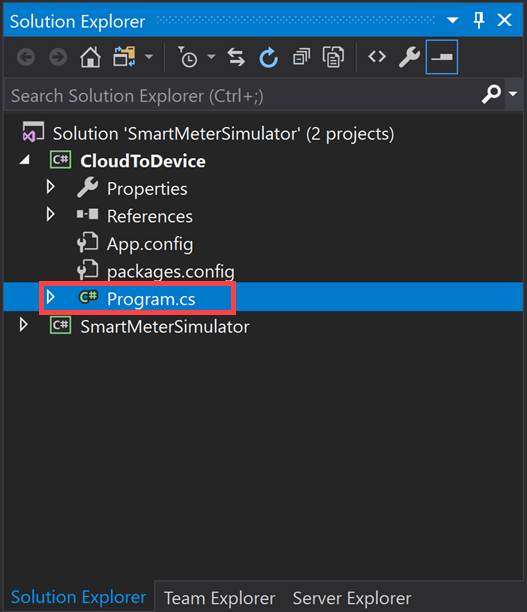 Solution Explorer
Search Solution Explorer (Ctrl+;)
Solution 'SmartMeterSimulator' (2 projects)
C# CloudToDevice
Properties
References
App.config
packages.config
C# Program.cs
C# SmartMeterSimulator
Solution Explorer Team Explorer Server Explorer